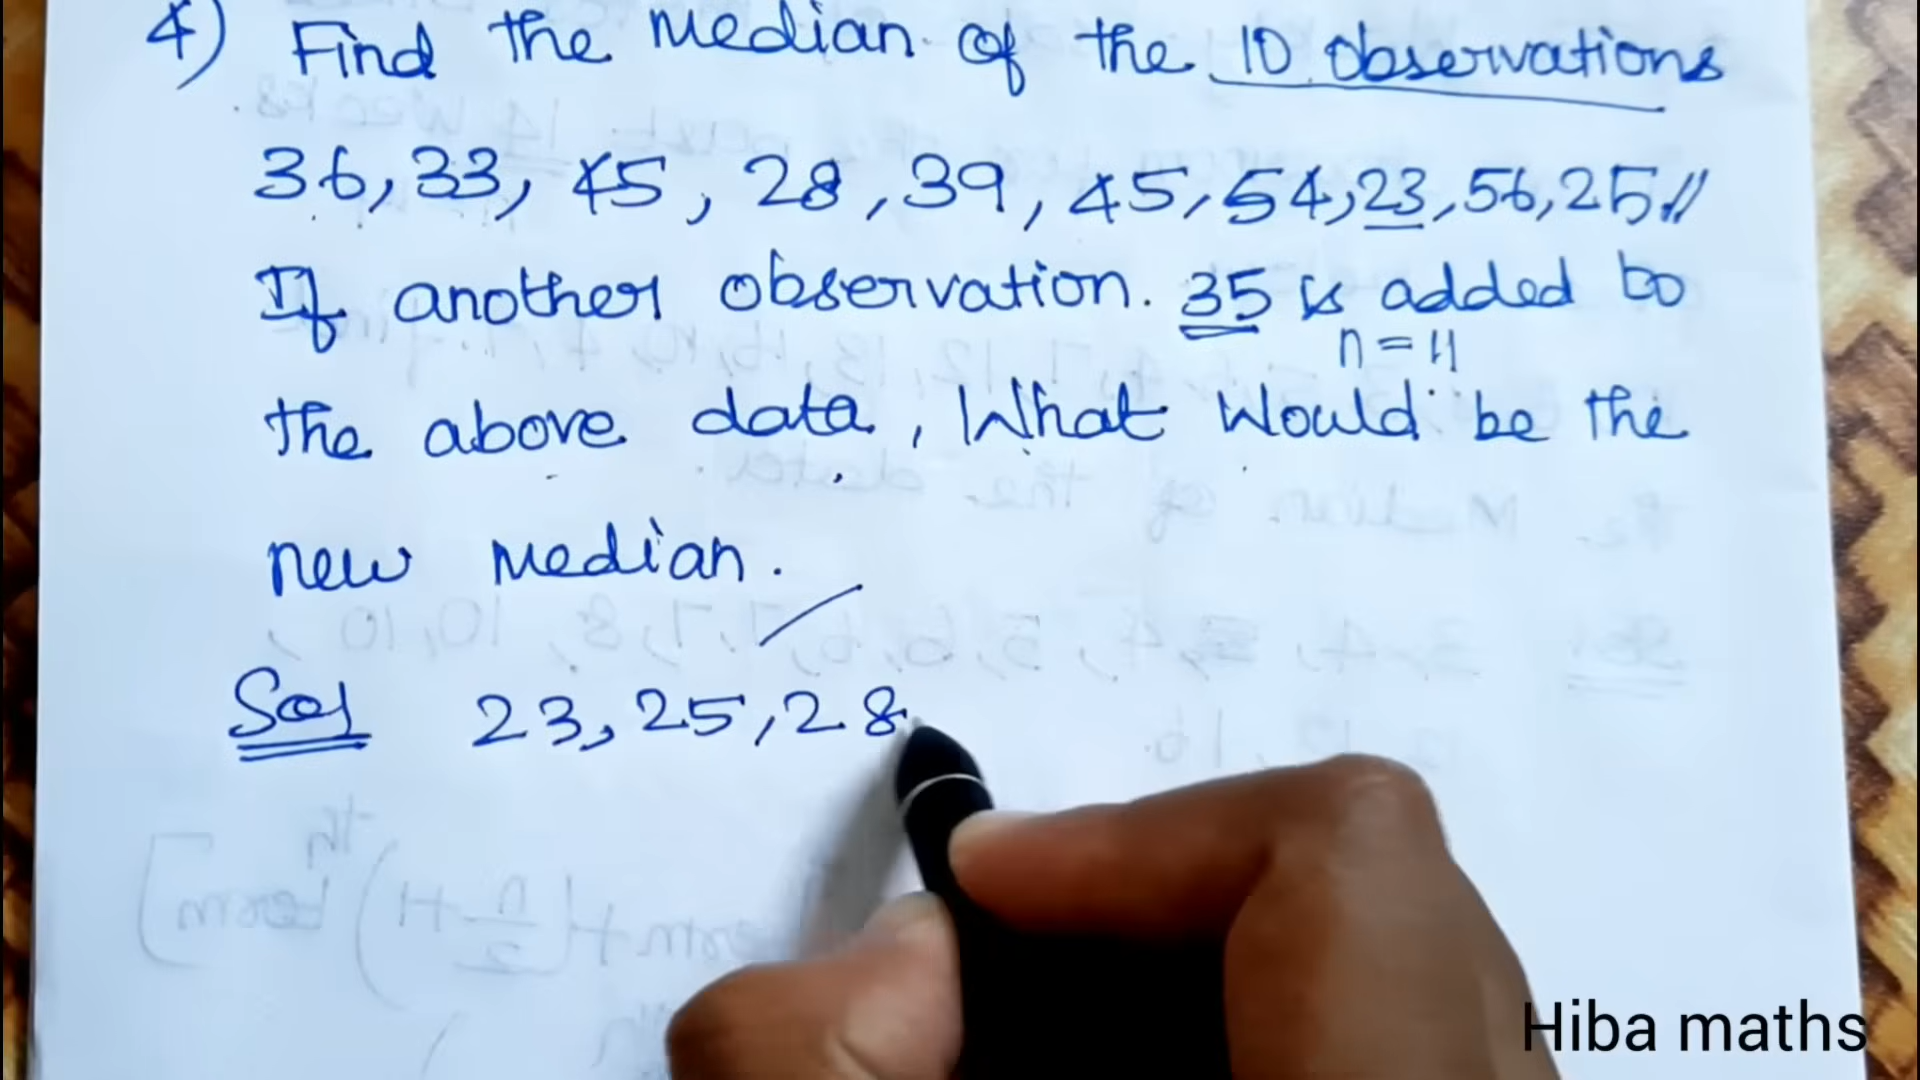 4) Find the Median of the 10 observations
36, 33, 45, 28, 39, 45, 54, 23, 56, 25//
If another observation. 35 is added to
n = 11
the above data, What Would be the
new Median.
Sol 23, 25, 28
Hiba maths